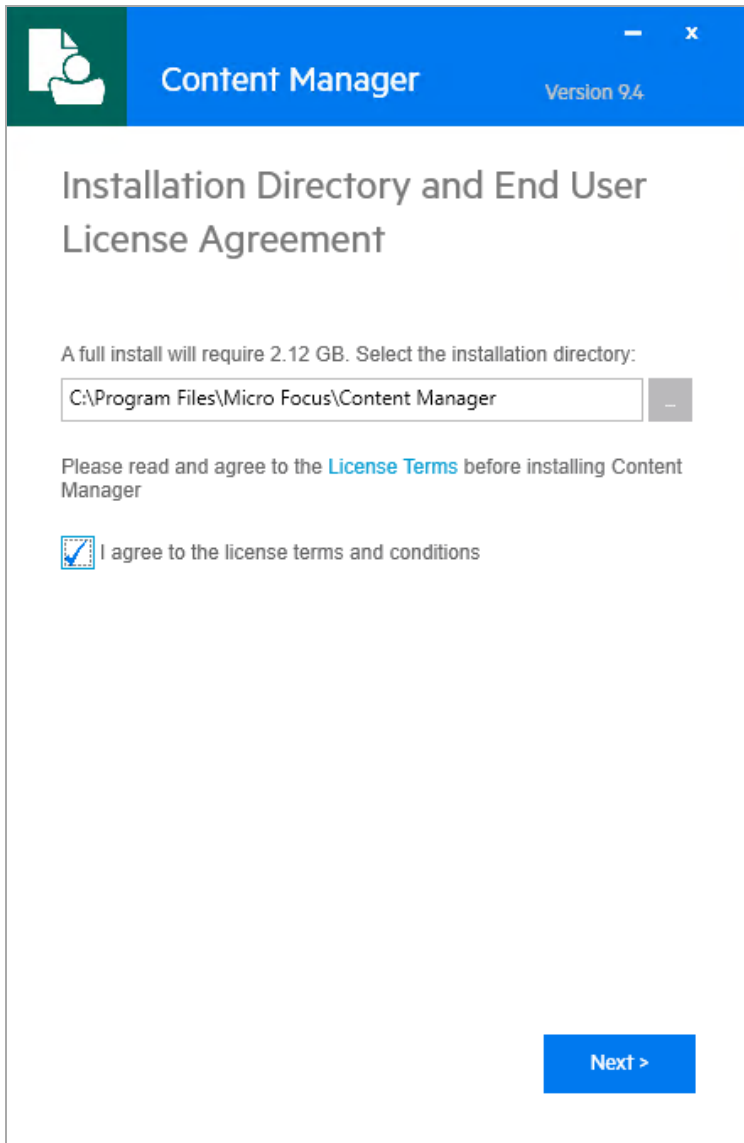 Content Manager
Version 9.4
Installation Directory and End User
License Agreement
A full install will require 2.12 GB. Select the installation directory:
C:\Program Files\Micro Focus\Content Manager
...
Please read and agree to the License Terms before installing Content
Manager
I agree to the license terms and conditions
Next >